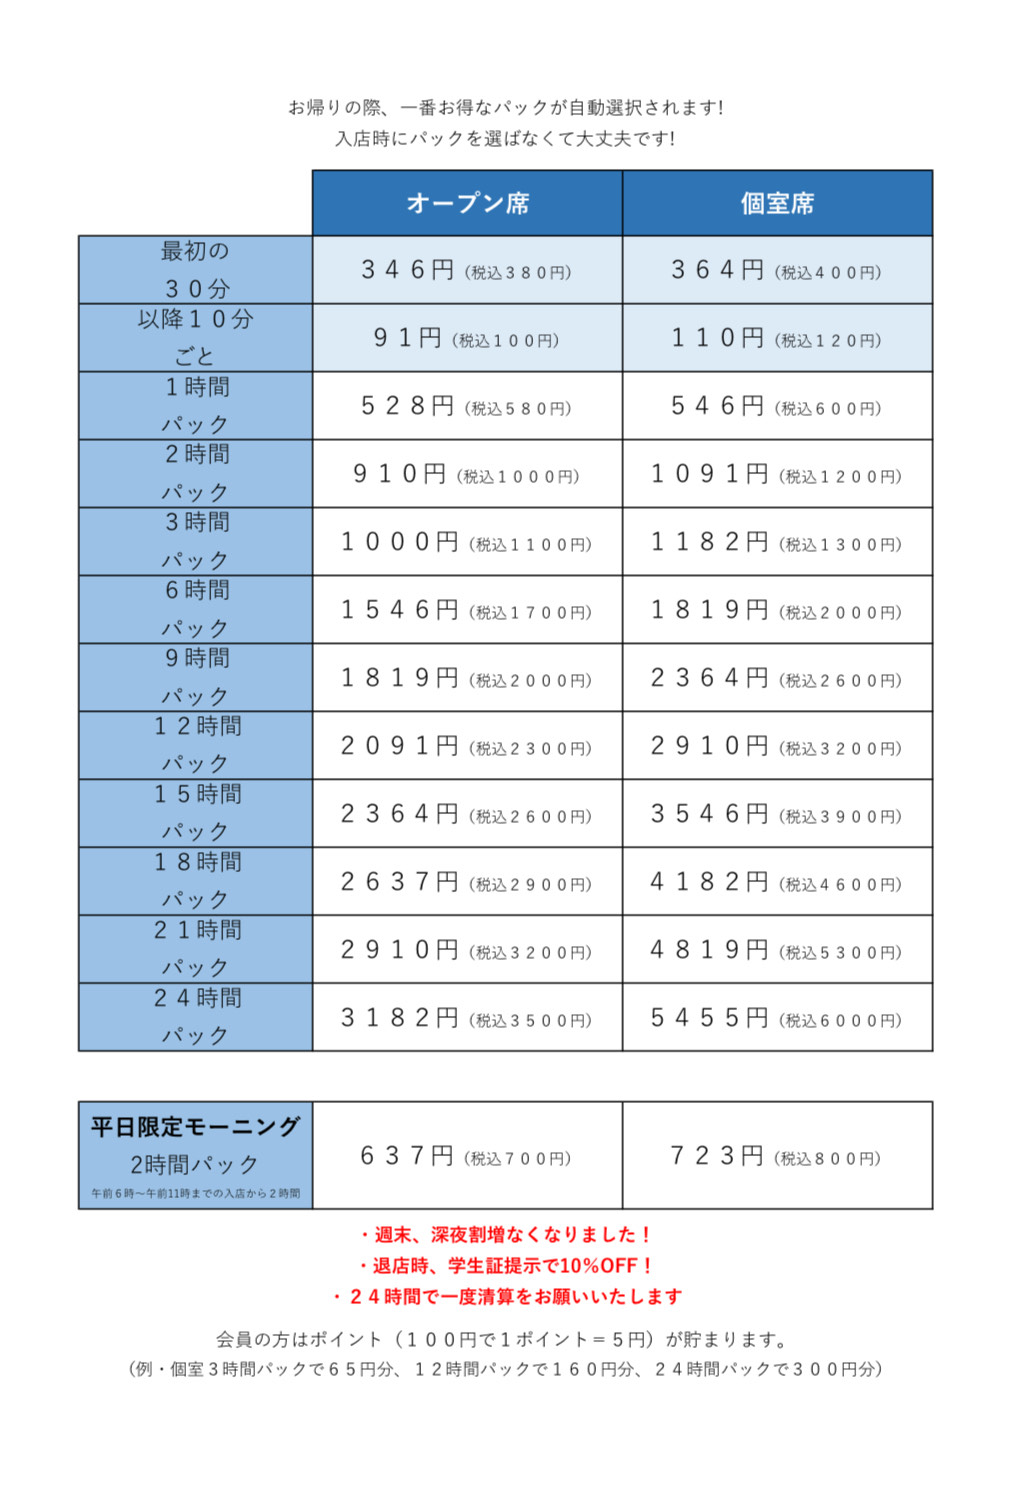 お帰りの際、一番お得なパックが自動選択されます!
入店時にパックを選ばなくて大丈夫です!
オープン席 個室席
最初の
３０分
３４６円（税込３８０円） ３６４円（税込４００円）
以降１０分
ごと
９１円（税込１００円） １１０円（税込１２０円）
１時間
パック
５２８円（税込５８０円） ５４６円（税込６００円）
２時間
パック
９１０円（税込１０００円） １０９１円（税込１２００円）
３時間
パック
１０００円（税込１１００円） １１８２円（税込１３００円）
６時間
パック
１５４６円（税込１７００円） １８１９円（税込２０００円）
９時間
パック
１８１９円（税込２０００円） ２３６４円（税込２６００円）
１２時間
パック
２０９１円（税込２３００円） ２９１０円（税込３２００円）
１５時間
パック
２３６４円（税込２６００円） ３５４６円（税込３９００円）
１８時間
パック
２６３７円（税込２９００円） ４１８２円（税込４６００円）
２１時間
パック
２９１０円（税込３２００円） ４８１９円（税込５３００円）
２４時間
パック
３１８２円（税込３５００円） ５４５５円（税込６０００円）
平日限定モーニング
2時間パック
午前６時～午前11時までの入店から２時間
６３７円（税込７００円） ７２３円（税込８００円）
・週末、深夜割増なくなりました！
・退店時、学生証提示で10%OFF！
・２４時間で一度清算をお願いいたします
会員の方はポイント（１００円で１ポイント＝５円）が貯まります。
（例・個室３時間パックで６５円分、１２時間パックで１６０円分、２４時間パックで３００円分）